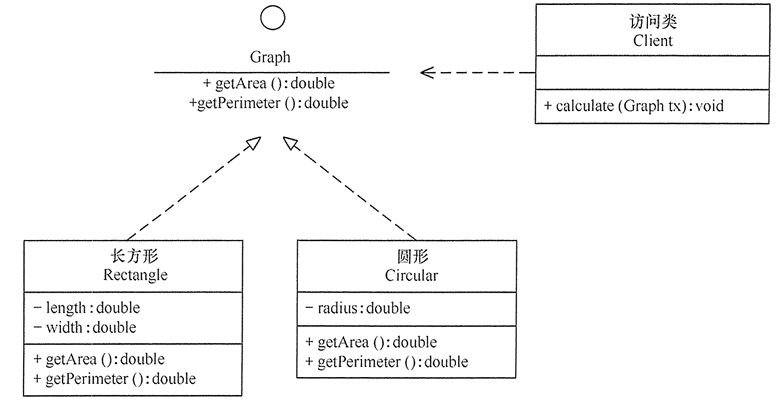 Graph
+ getArea ():double
+getPerimeter ():double
访问类
Client
+ calculate (Graph tx):void
长方形
Rectangle
- length:double
- width:double
+ getArea ():double
+ getPerimeter ():double
圆形
Circular
- radius:double
+ getArea ():double
+ getPerimeter ():double